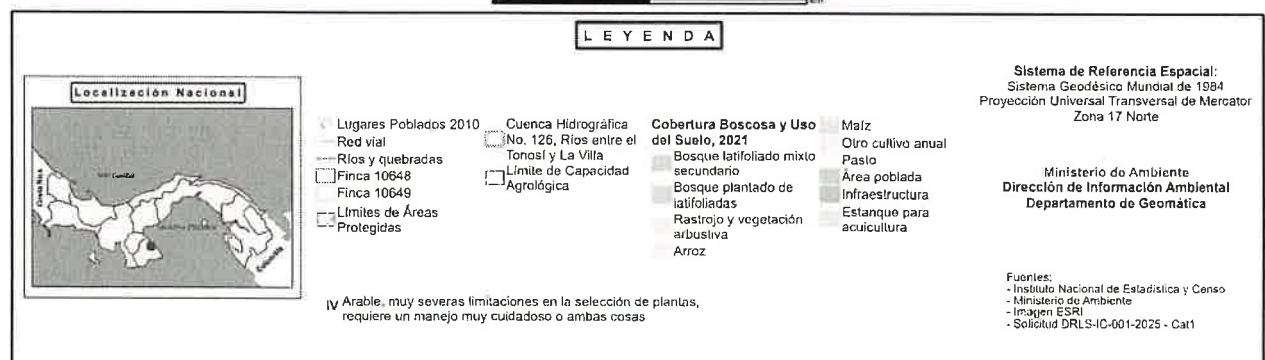 LEYENDA
Localización Nacional
Costa Rica
Mar Caribe
Colombia
Lugares Poblados 2010
Red vial
Ríos y quebradas
Finca 10648
Finca 10649
Límites de Áreas
Protegidas
Cuenca Hidrográfica
No. 126, Ríos entre el
Tonosí y La Villa
Límite de Capacidad
Agrológica
Cobertura Boscosa y Uso
del Suelo, 2021
Bosque latifoliado mixto
secundario
Bosque plantado de
latifoliadas
Rastrojo y vegetación
arbustiva
Arroz
Maíz
Otro cultivo anual
Pasto
Área poblada
Infraestructura
Estanque para
acuicultura
IV Arable, muy severas limitaciones en la selección de plantas,
requiere un manejo muy cuidadoso o ambas cosas
Sistema de Referencia Espacial:
Sistema Geodésico Mundial de 1984
Proyección Universal Transversal de Mercator
Zona 17 Norte
Ministerio de Ambiente
Dirección de Información Ambiental
Departamento de Geomática
Fuentes:
- Instituto Nacional de Estadística y Censo
- Ministerio de Ambiente
- Imagen ESRI
- Solicitud DRLS-IC-001-2025 - Cat1